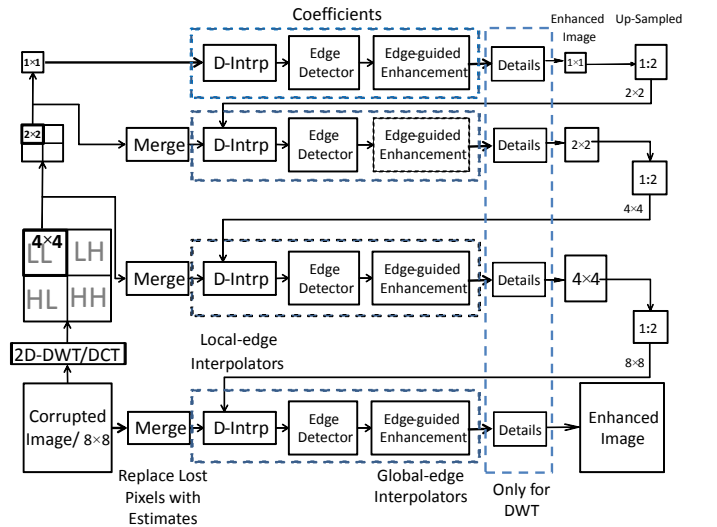 Coefficients
Enhanced
Image
Up-Sampled
1×1
D-Intrp
Edge
Detector
Edge-guided
Enhancement
Details
1×1
1:2
2×2
2×2
Merge
D-Intrp
Edge
Detector
Edge-guided
Enhancement
Details
2×2
1:2
4×4
4×4
LL
LH
HL
HH
Merge
D-Intrp
Edge
Detector
Edge-guided
Enhancement
Details
4×4
1:2
8×8
2D-DWT/DCT
Local-edge
Interpolators
Corrupted
Image/ 8×8
Merge
D-Intrp
Edge
Detector
Edge-guided
Enhancement
Details
Enhanced
Image
Replace Lost
Pixels with
Estimates
Global-edge
Interpolators
Only for
DWT